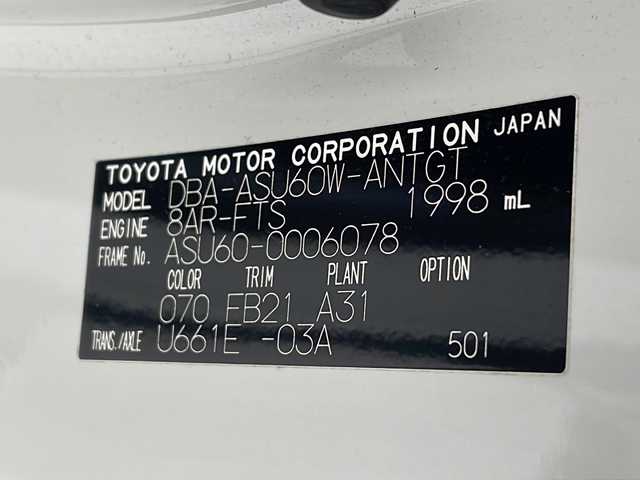 TOYOTA MOTOR CORPORATION JAPAN
MODEL DBA-ASU60W-ANTGT
ENGINE 8AR-FTS 1998 mL
FRAME No. ASU60-0006078
COLOR TRIM PLANT OPTION
070 FB21 A31
TRANS./AXLE U661E -03A 501